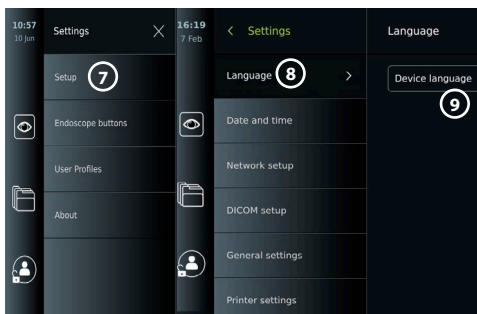 10:57
10 Jun
Settings
Setup
7
Endoscope buttons
User Profiles
About
16:19
7 Feb
Settings
Language
8
Date and time
Network setup
DICOM setup
General settings
Printer settings
Language
Device language
9